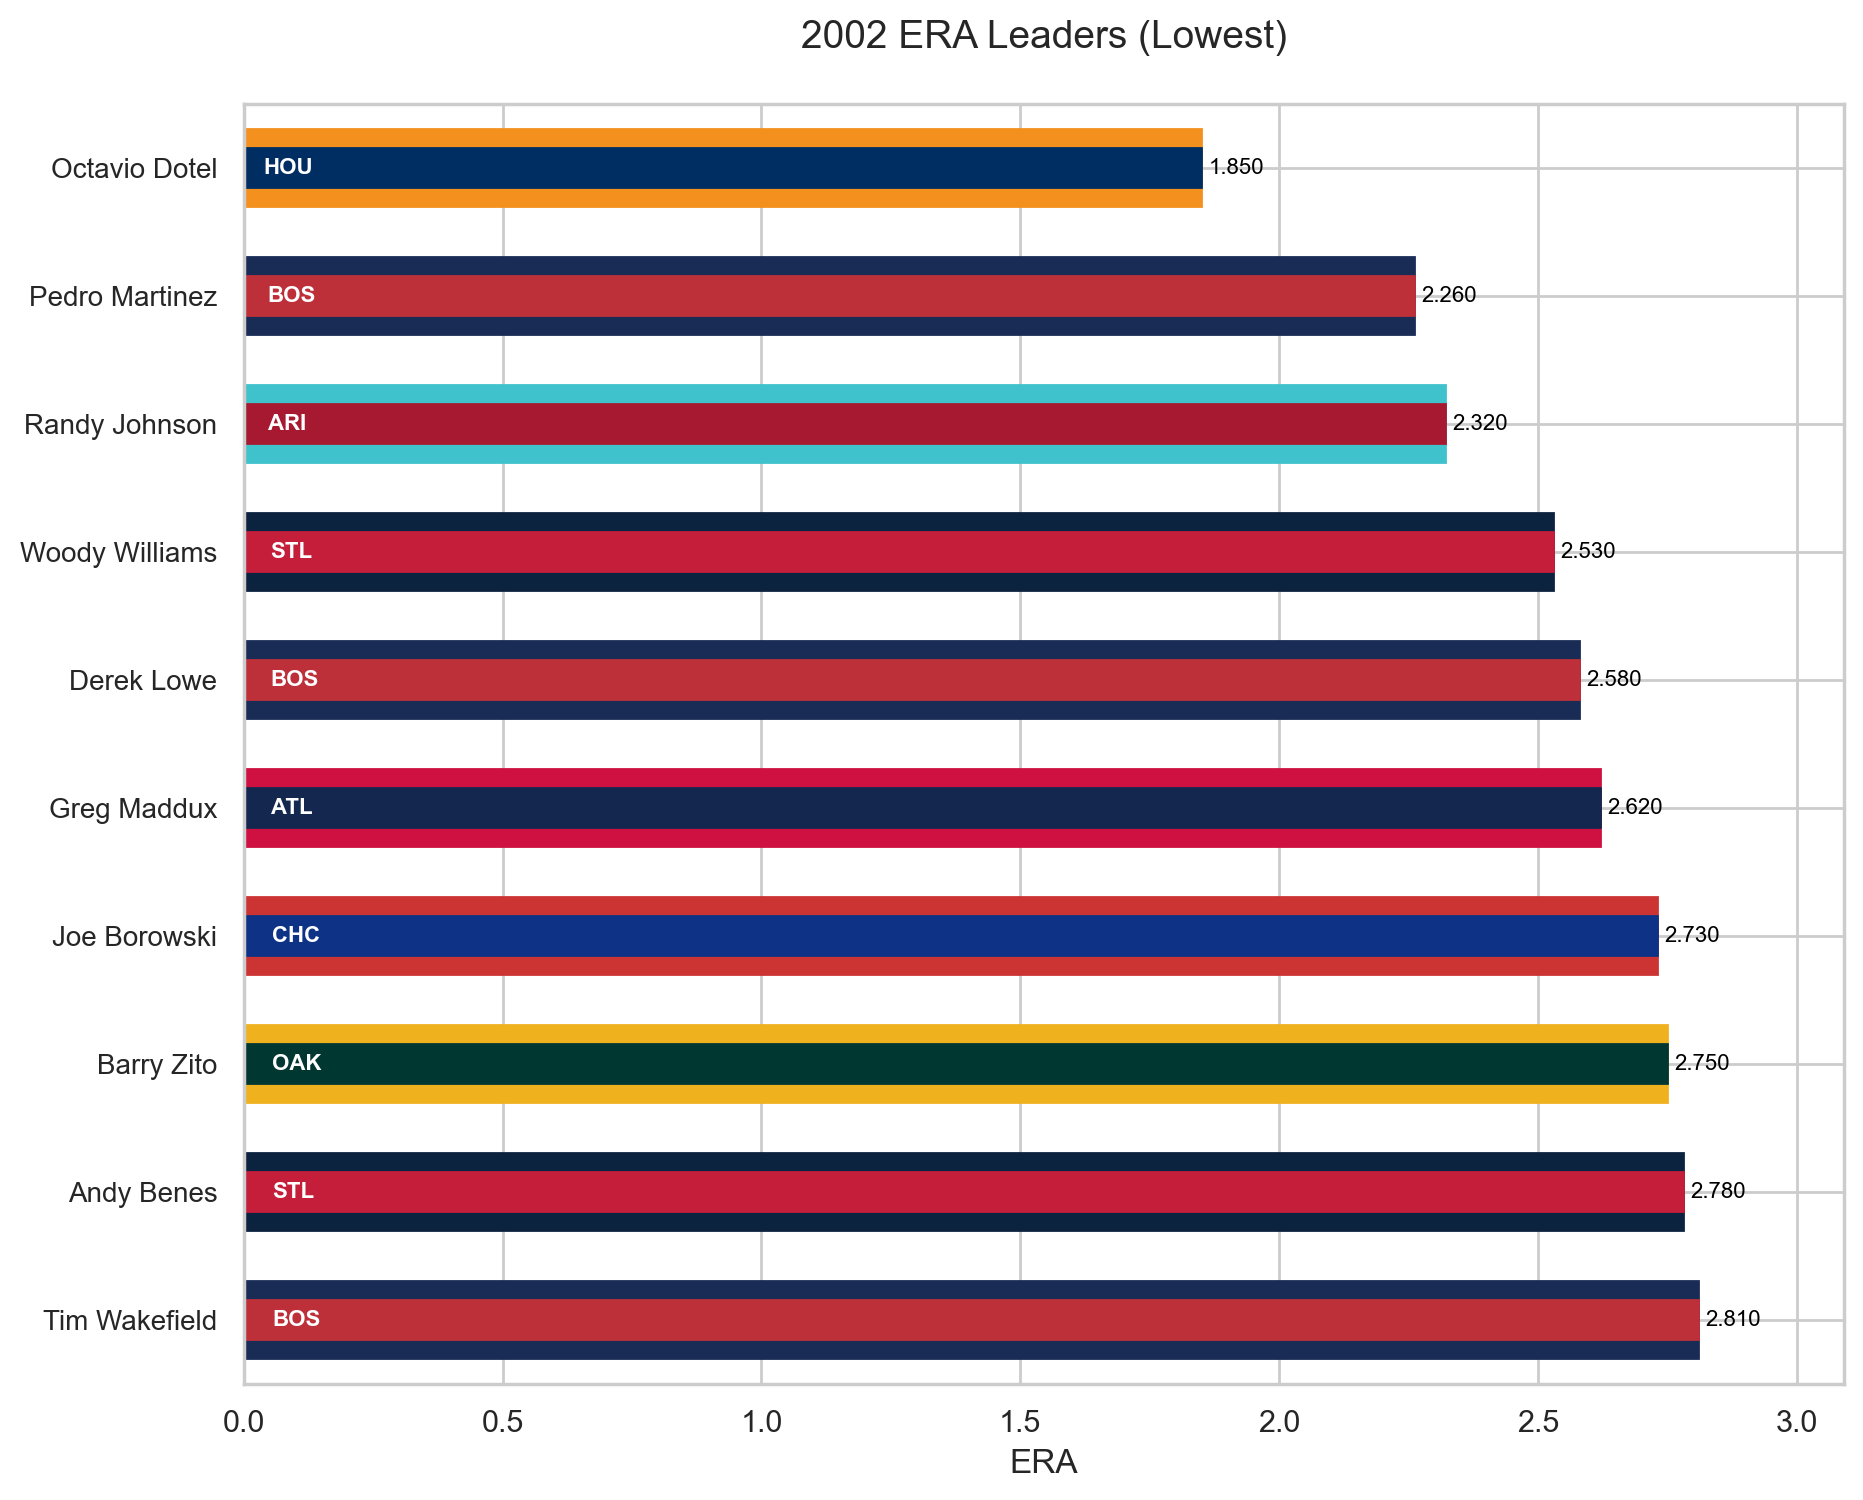 2002 ERA Leaders (Lowest)
Octavio Dotel HOU 1.850
Pedro Martinez BOS 2.260
Randy Johnson ARI 2.320
Woody Williams STL 2.530
Derek Lowe BOS 2.580
Greg Maddux ATL 2.620
Joe Borowski CHC 2.730
Barry Zito OAK 2.750
Andy Benes STL 2.780
Tim Wakefield BOS 2.810
0.0 0.5 1.0 1.5 2.0 2.5 3.0
ERA